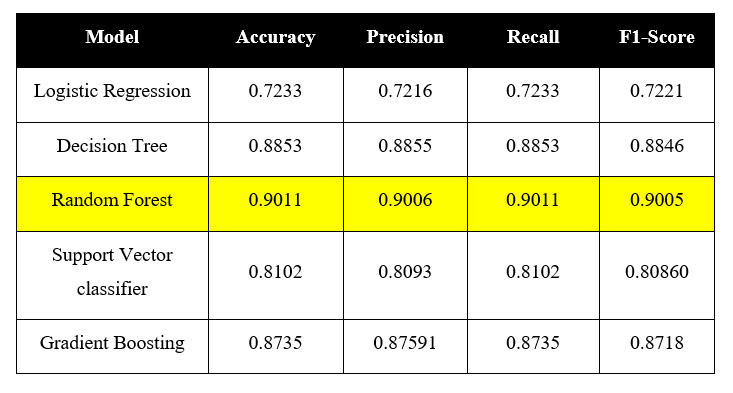 Model Accuracy Precision Recall F1-Score
Logistic Regression 0.7233 0.7216 0.7233 0.7221
Decision Tree 0.8853 0.8855 0.8853 0.8846
Random Forest 0.9011 0.9006 0.9011 0.9005
Support Vector
classifier 0.8102 0.8093 0.8102 0.80860
Gradient Boosting 0.8735 0.87591 0.8735 0.8718